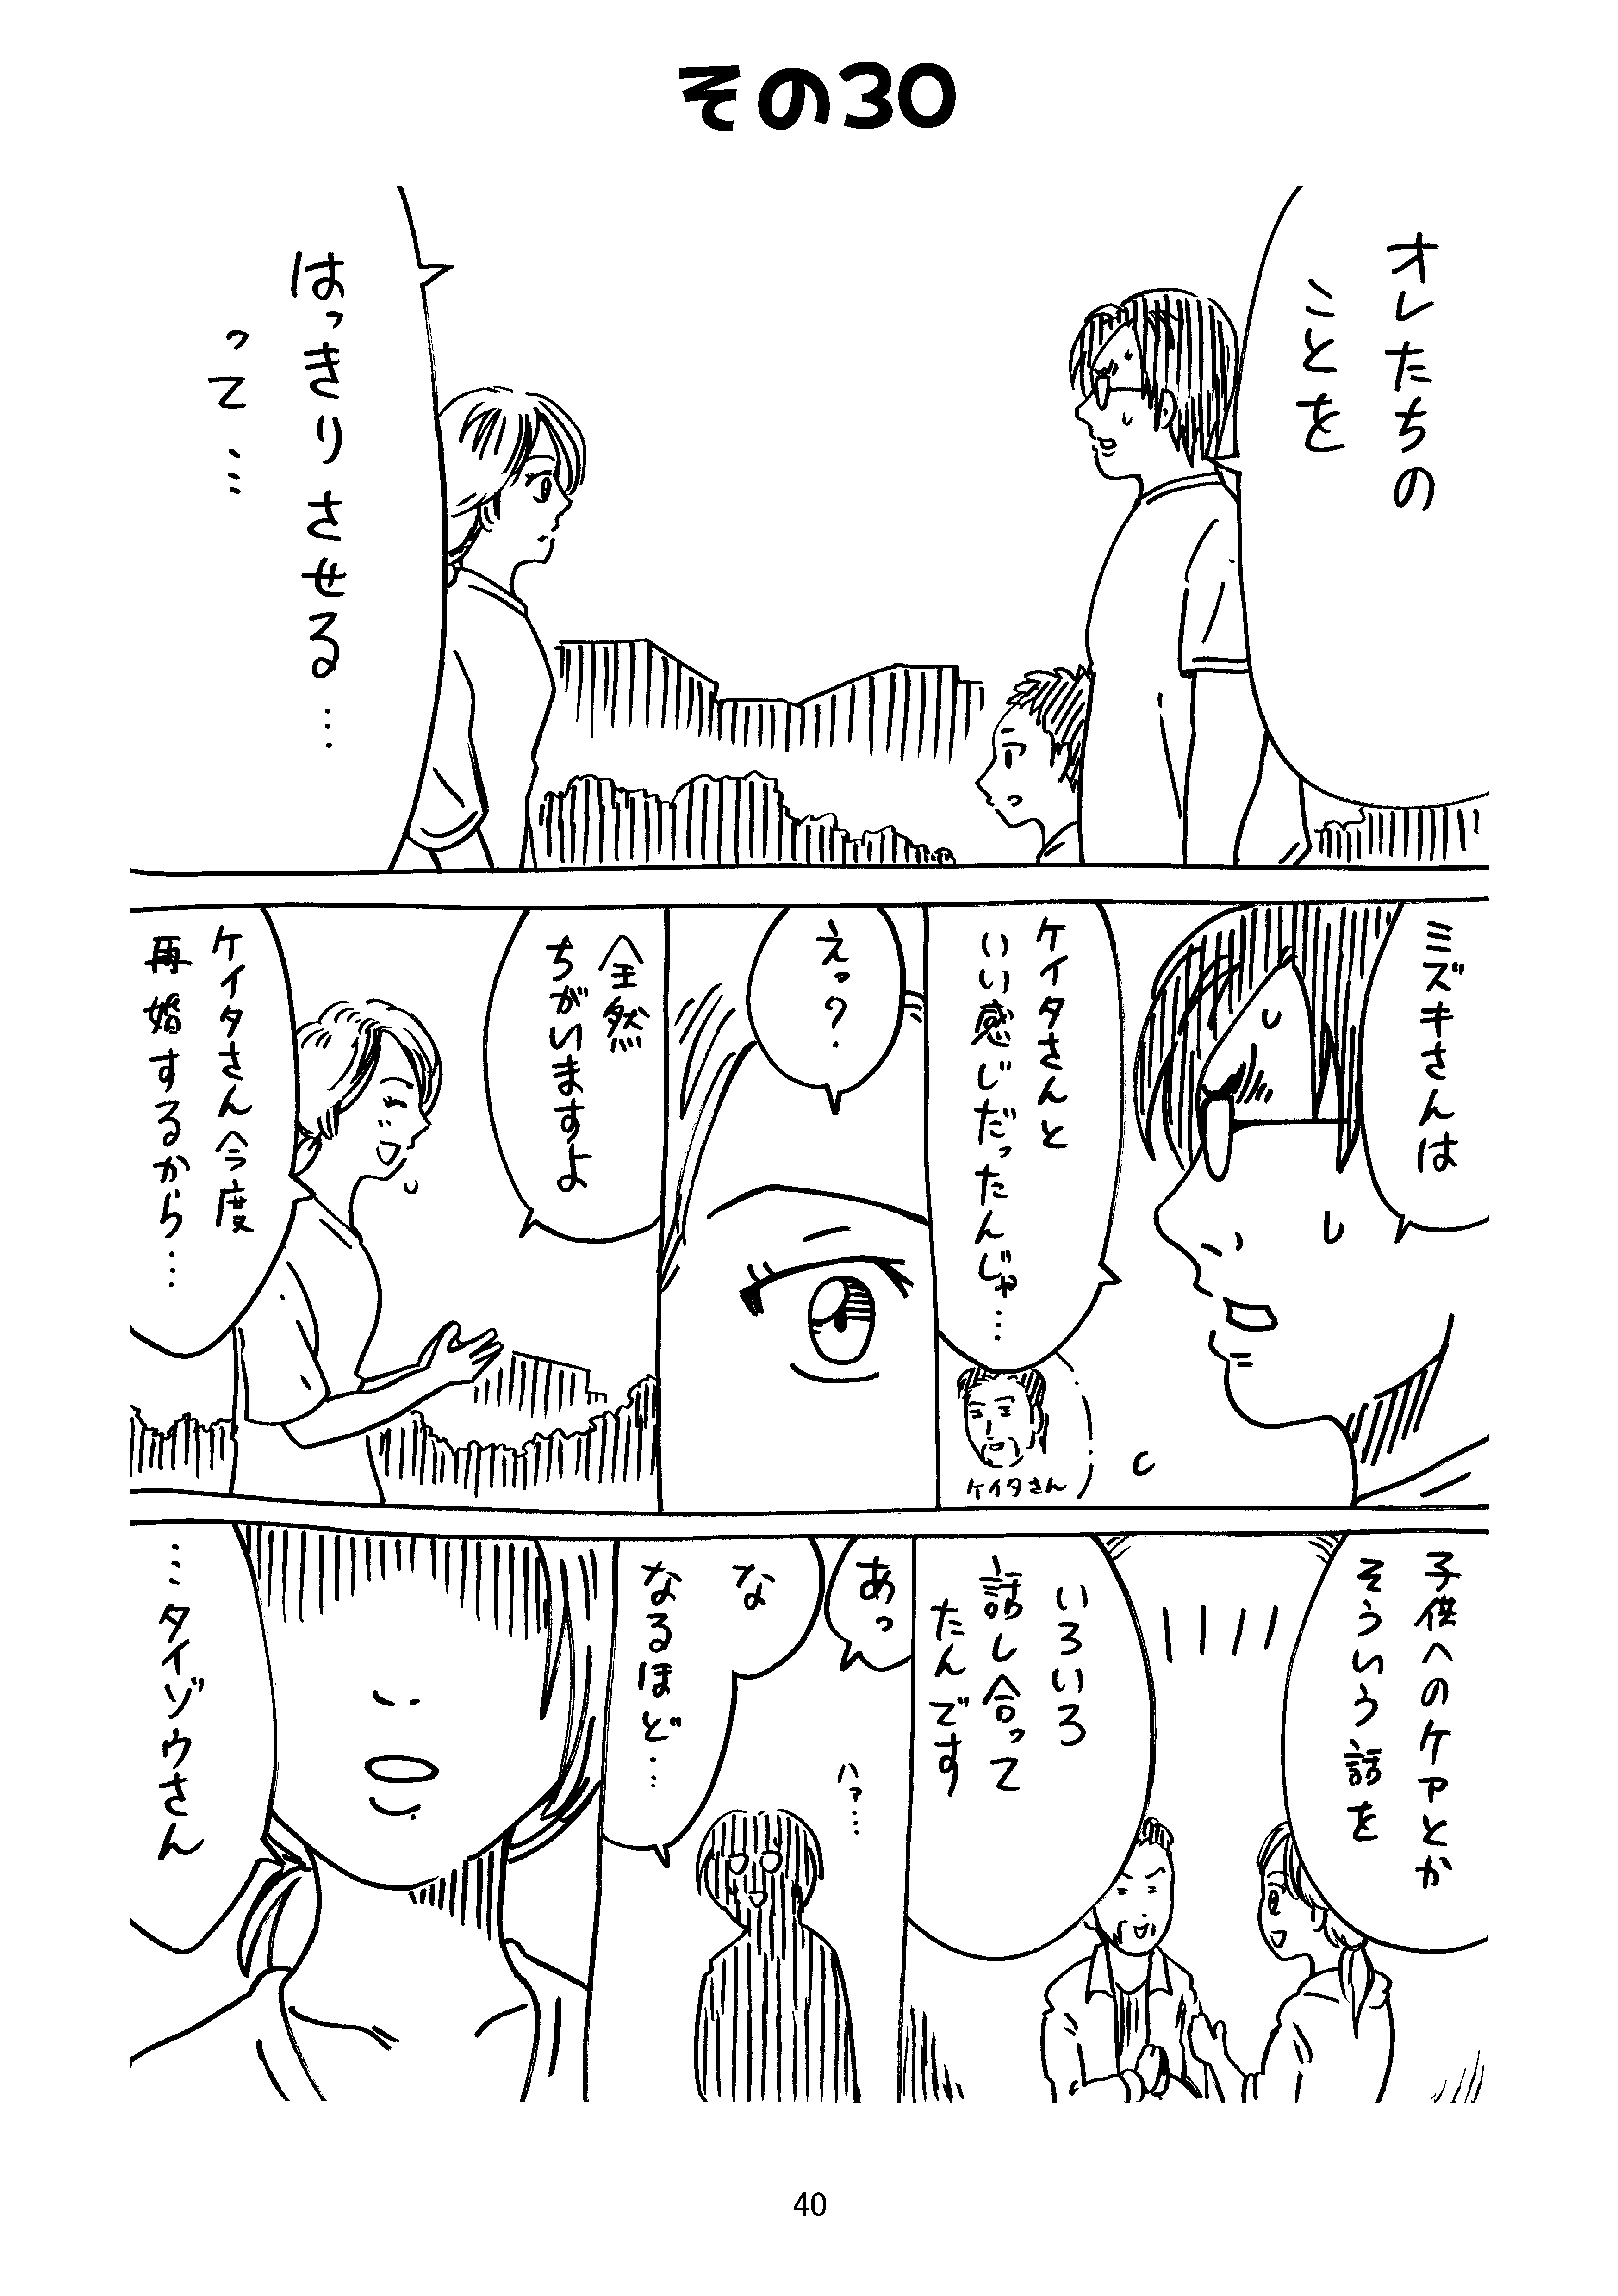 その30
オレたちの
ことを
はっきりさせる…
って…
ミズキさんは
ケイタさんと
いい感じだったんじゃ…
ケイタさん
えっ？
全然
ちがいますよ
ケイタさん今度
再婚するから…
子供へのケアとか
そういう話を
いろいろ
話し合って
たんです
あっ
な
なるほど…
ハァ…
…タイゾウさん
40